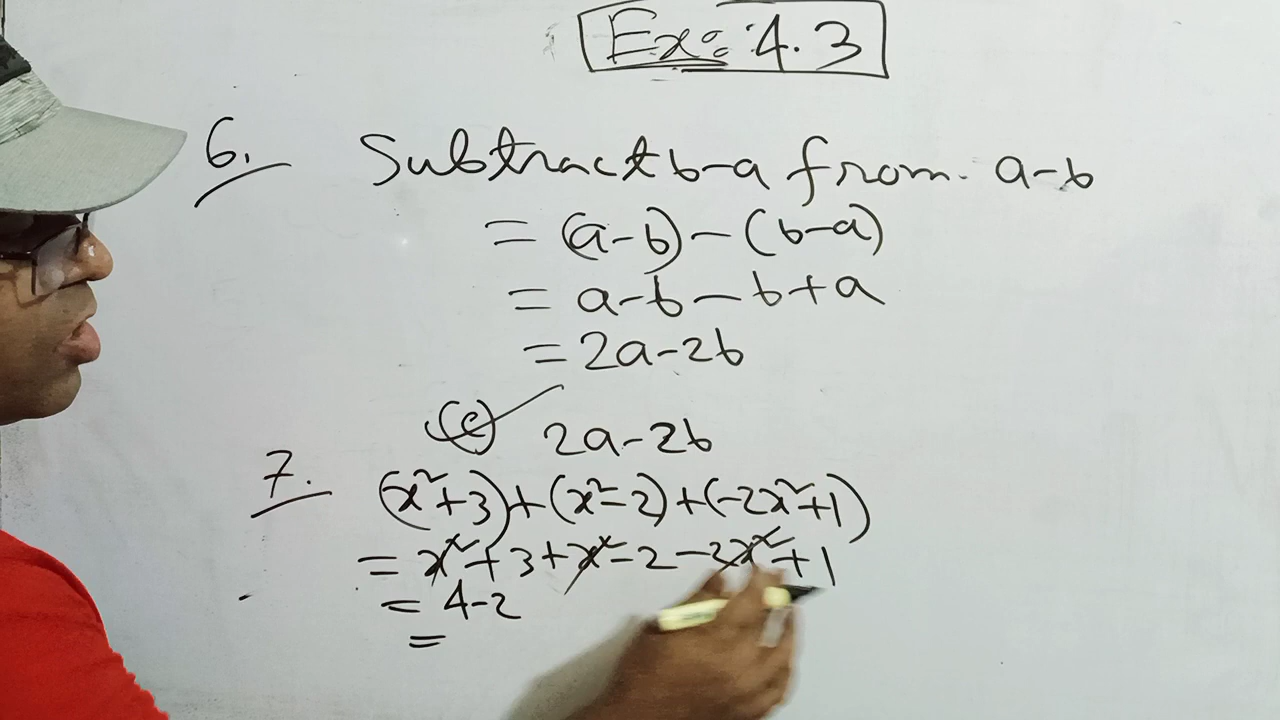 Ex: 4.3
6. Subtract b-a from a-b
= (a-b)-(b-a)
= a-b-b+a
= 2a-2b
(c) 2a-2b
7. (x²+3)+(x²-2)+(-2x²+1)
= x²+3+x²-2-2x²+1
= 4-2
=